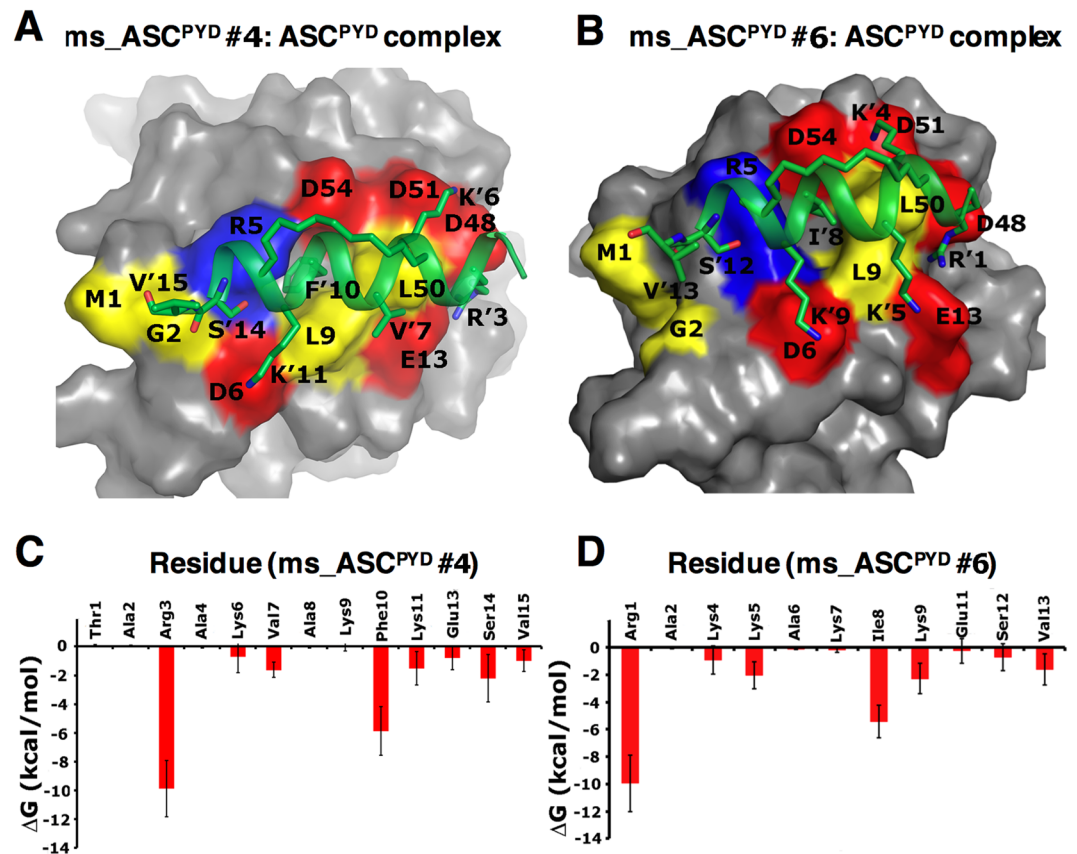 A
ms_ASCPYD #4: ASCPYD complex
D54
D51
K'6
R5
D48
V'15
M1
F'10
L50
G2
S'14
L9
V'7
R'3
E13
D6
K'11
B
ms_ASCPYD #6: ASCPYD complex
K'4
D54
D51
R5
L50
D48
I'8
M1
S'12
L9
R'1
V'13
K'9
K'5
E13
G2
D6
C
Residue (ms_ASCPYD #4)
Thr1
Ala2
Arg3
Ala4
Lys6
Val7
Ala8
Lys9
Phe10
Lys11
Glu13
Ser14
Val15
ΔG (kcal/mol)
0
-2
-4
-6
-8
-10
-12
-14
D
Residue (ms_ASCPYD #6)
Arg1
Ala2
Lys4
Lys5
Ala6
Lys7
Ile8
Lys9
Glu11
Ser12
Val13
ΔG (kcal/mol)
0
-2
-4
-6
-8
-10
-12
-14